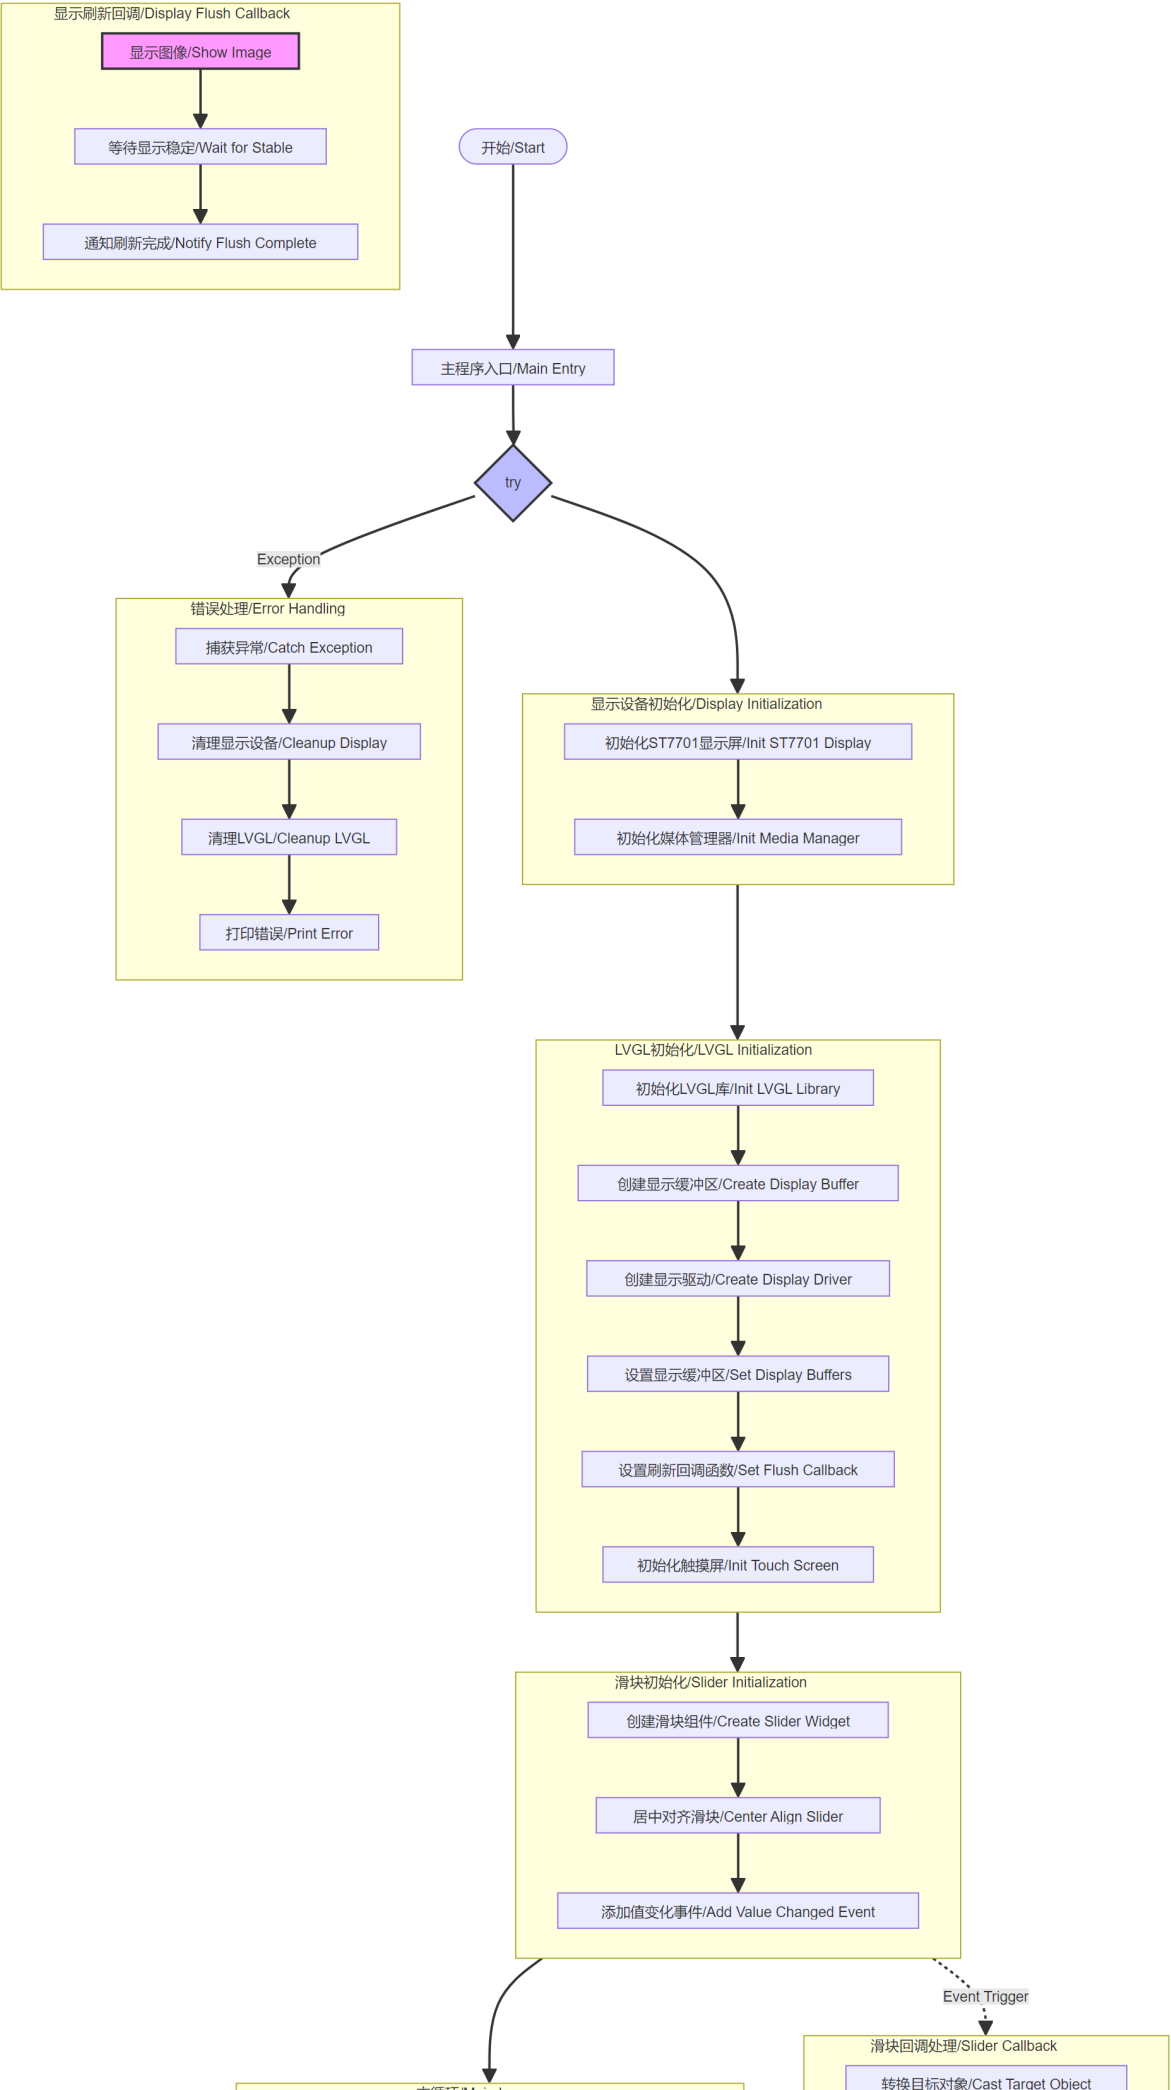 显示刷新回调/Display Flush Callback
显示图像/Show Image
等待显示稳定/Wait for Stable
通知刷新完成/Notify Flush Complete
开始/Start
主程序入口/Main Entry
try
Exception
错误处理/Error Handling
捕获异常/Catch Exception
清理显示设备/Cleanup Display
清理LVGL/Cleanup LVGL
打印错误/Print Error
显示设备初始化/Display Initialization
初始化ST7701显示屏/Init ST7701 Display
初始化媒体管理器/Init Media Manager
LVGL初始化/LVGL Initialization
初始化LVGL库/Init LVGL Library
创建显示缓冲区/Create Display Buffer
创建显示驱动/Create Display Driver
设置显示缓冲区/Set Display Buffers
设置刷新回调函数/Set Flush Callback
初始化触摸屏/Init Touch Screen
滑块初始化/Slider Initialization
创建滑块组件/Create Slider Widget
居中对齐滑块/Center Align Slider
添加值变化事件/Add Value Changed Event
Event Trigger
滑块回调处理/Slider Callback
转换目标对象/Cast Target Object